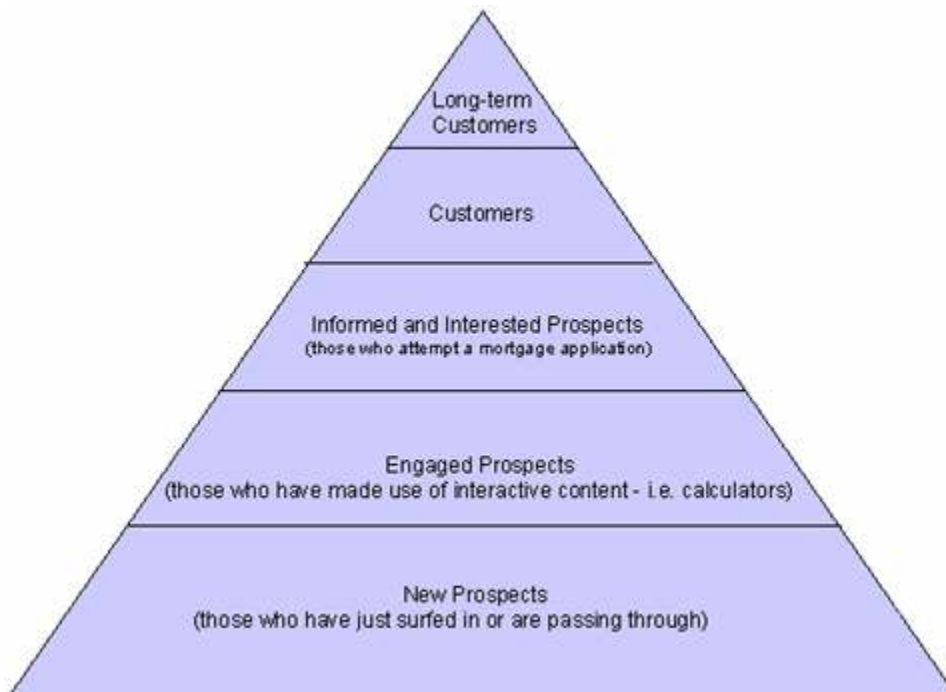 Long-term
Customers
Customers
Informed and Interested Prospects
(those who attempt a mortgage application)
Engaged Prospects
(those who have made use of interactive content - i.e. calculators)
New Prospects
(those who have just surfed in or are passing through)